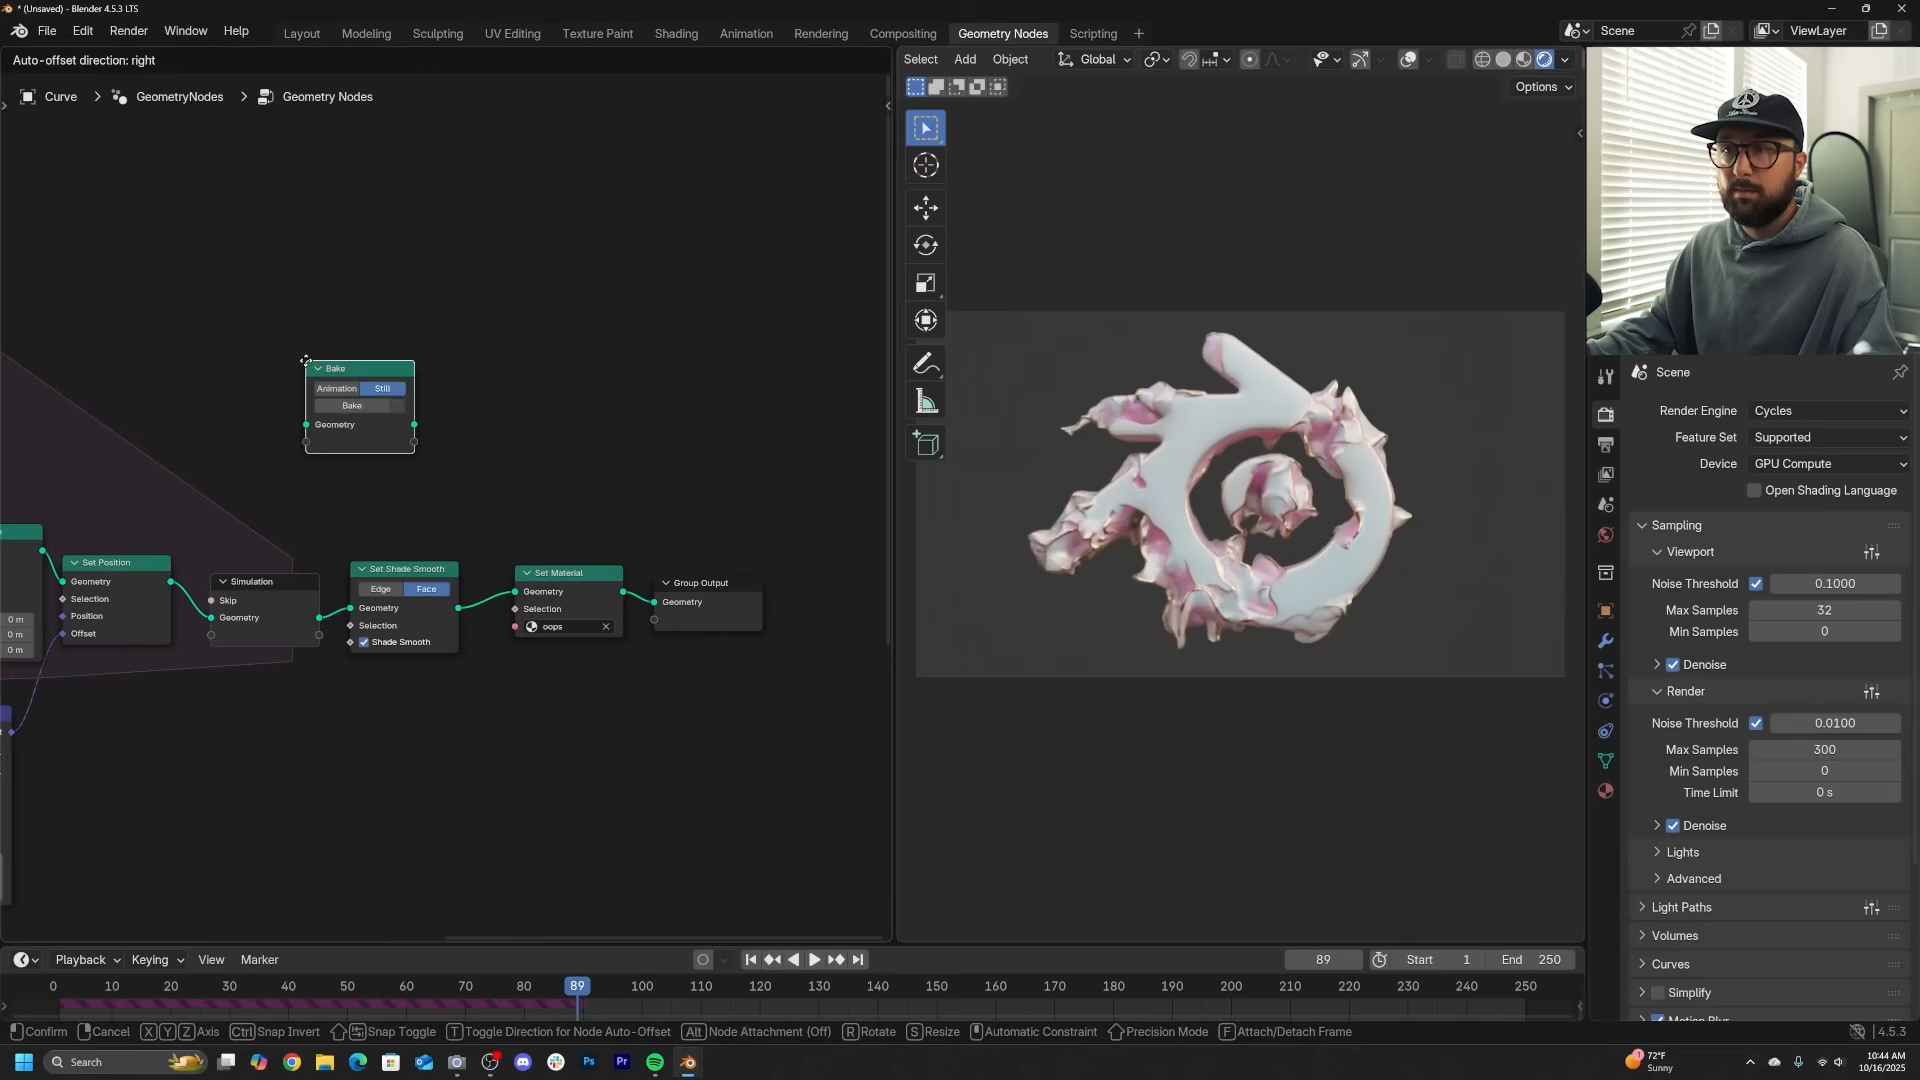 * (Unsaved) - Blender 4.5.3 LTS
File Edit Render Window Help
Layout Modeling Sculpting UV Editing Texture Paint Shading Animation Rendering Compositing Geometry Nodes Scripting
Scene
ViewLayer
Auto-offset direction: right
Select Add Object
Global
Options
Curve > GeometryNodes > Geometry Nodes
Bake
Animation Still
Bake
Geometry
Set Position
Geometry
Selection
Position
Offset
0 m
0 m
0 m
Simulation
Skip
Geometry
Set Shade Smooth
Edge Face
Geometry
Selection
Shade Smooth
Set Material
Geometry
Selection
oops
Group Output
Geometry
Scene
Render Engine Cycles
Feature Set Supported
Device GPU Compute
Open Shading Language
Sampling
Viewport
Noise Threshold 0.1000
Max Samples 32
Min Samples 0
Denoise
Render
Noise Threshold 0.0100
Max Samples 300
Min Samples 0
Time Limit 0 s
Denoise
Lights
Advanced
Light Paths
Volumes
Curves
Simplify
Motion Blur
Playback Keying View Marker
89
Start 1
End 250
0 10 20 30 40 50 60 70 80 89 100 110 120 130 140 150 160 170 180 190 200 210 220 230 240 250
Confirm Cancel X Y Z Axis Ctrl Snap Invert Snap Toggle T Toggle Direction for Node Auto-Offset Alt Node Attachment (Off) R Rotate S Resize Automatic Constraint Precision Mode F Attach/Detach Frame
4.5.3
Search
Ps
Pr
1
72°F
Sunny
10:44 AM
10/16/2025